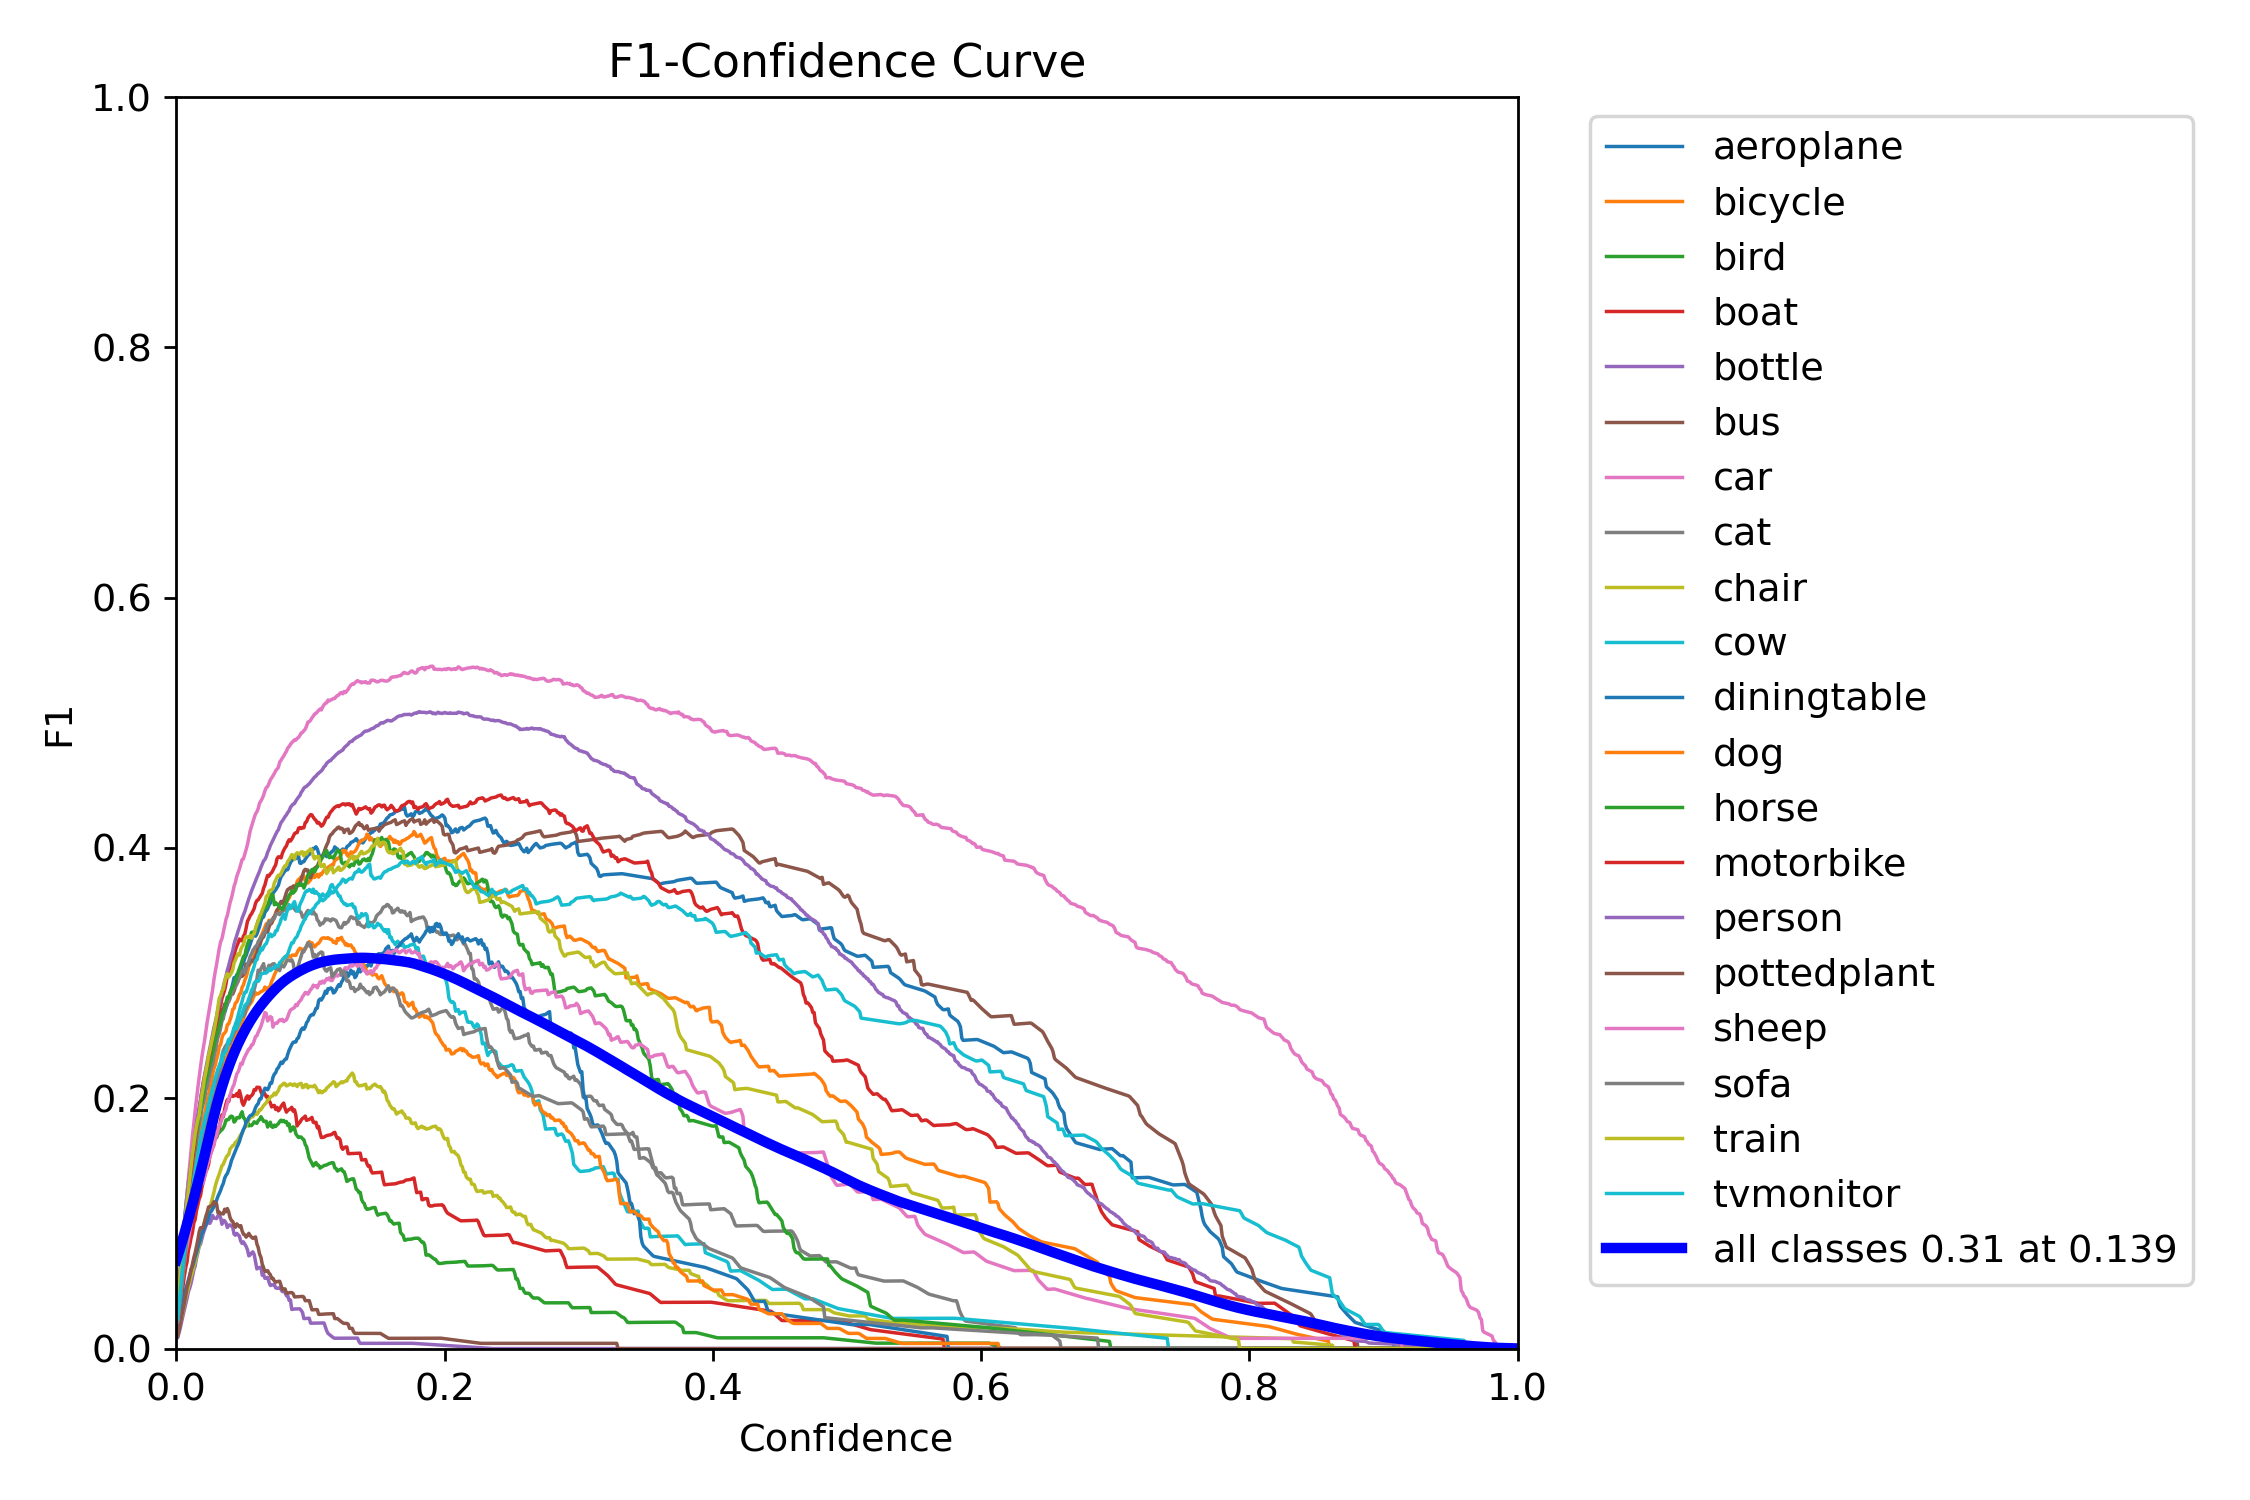 F1-Confidence Curve
1.0
0.8
0.6
0.4
0.2
0.0
F1
0.0 0.2 0.4 0.6 0.8 1.0
Confidence
aeroplane
bicycle
bird
boat
bottle
bus
car
cat
chair
cow
diningtable
dog
horse
motorbike
person
pottedplant
sheep
sofa
train
tvmonitor
all classes 0.31 at 0.139